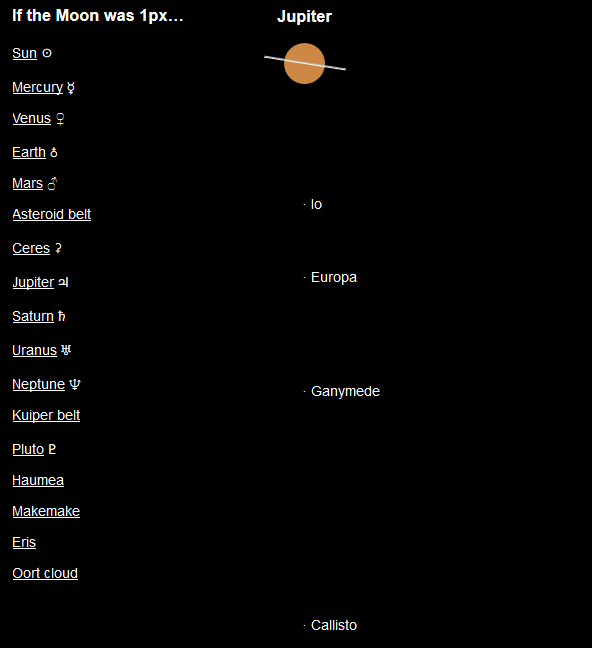 If the Moon was 1px…
Sun ☉
Mercury ☿
Venus ♀
Earth ♁
Mars ♂
Asteroid belt
Ceres ⚳
Jupiter ♃
Saturn ♄
Uranus ♅
Neptune ♆
Kuiper belt
Pluto ♇
Haumea
Makemake
Eris
Oort cloud
Jupiter
· Io
· Europa
· Ganymede
· Callisto